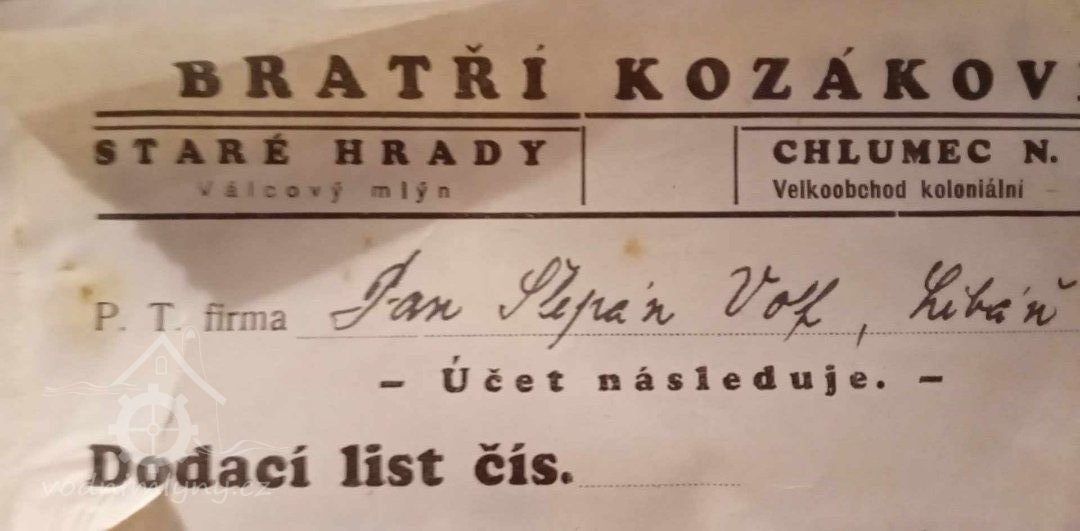 BRATŘÍ KOZÁKOV
STARÉ HRADY
Válcový mlýn
CHLUMEC N.
Velkoobchod koloniální
P. T. firma Pan Štěpán Volf, Libáň
– Účet následuje. –
Dodací list čís.
vodnimlyny.cz